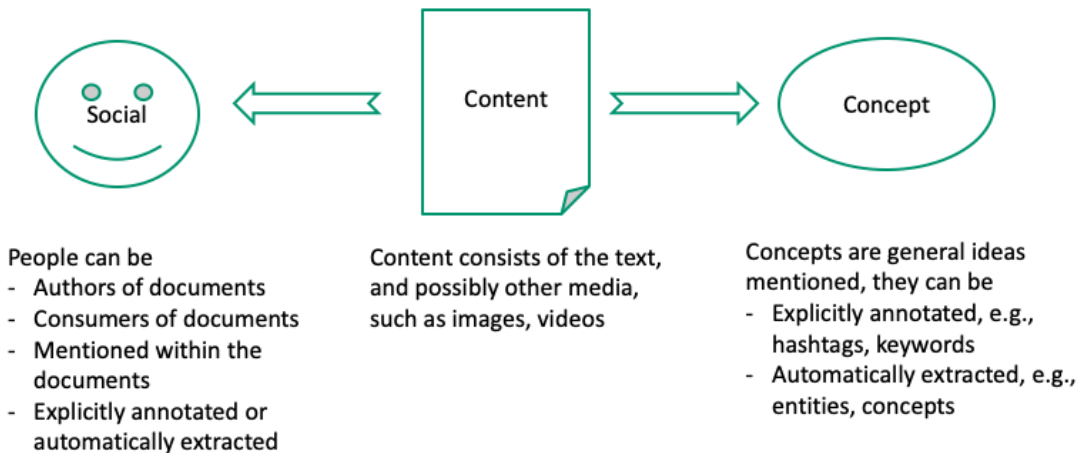 Social
Content
Concept
People can be
- Authors of documents
- Consumers of documents
- Mentioned within the
documents
- Explicitly annotated or
automatically extracted
Content consists of the text,
and possibly other media,
such as images, videos
Concepts are general ideas
mentioned, they can be
- Explicitly annotated, e.g.,
hashtags, keywords
- Automatically extracted, e.g.,
entities, concepts